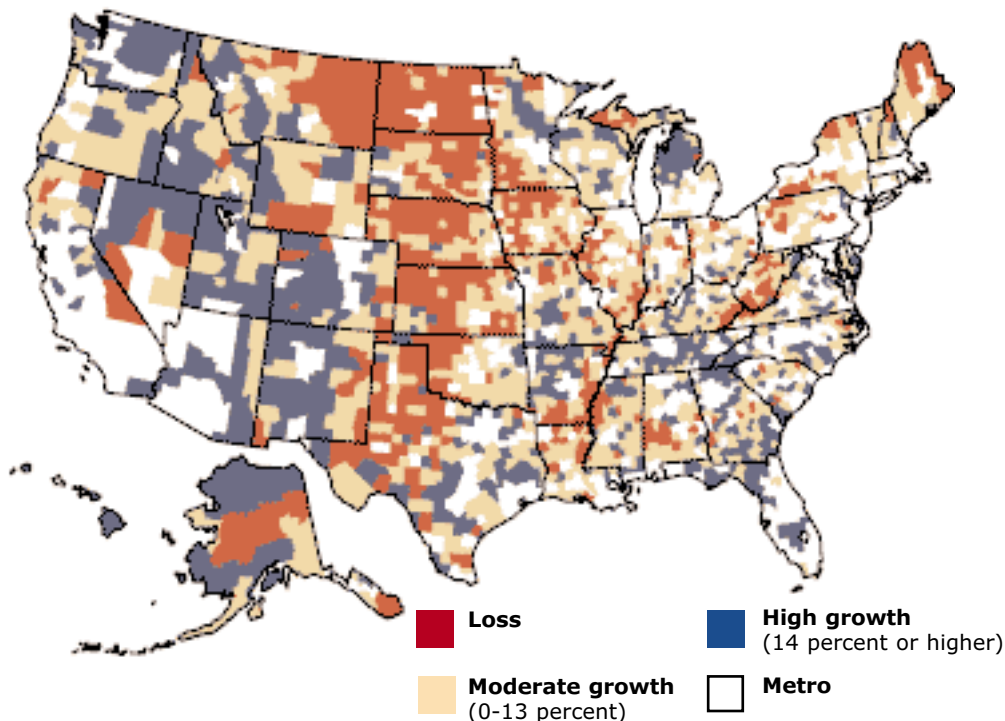 Loss
High growth
(14 percent or higher)
Moderate growth
(0-13 percent)
Metro